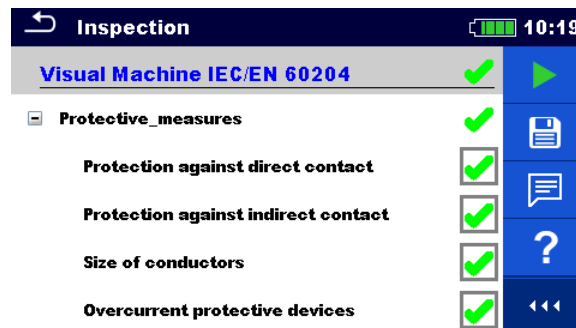 Inspection
10:19
Visual Machine IEC/EN 60204
Protective_measures
Protection against direct contact
Protection against indirect contact
Size of conductors
Overcurrent protective devices
?